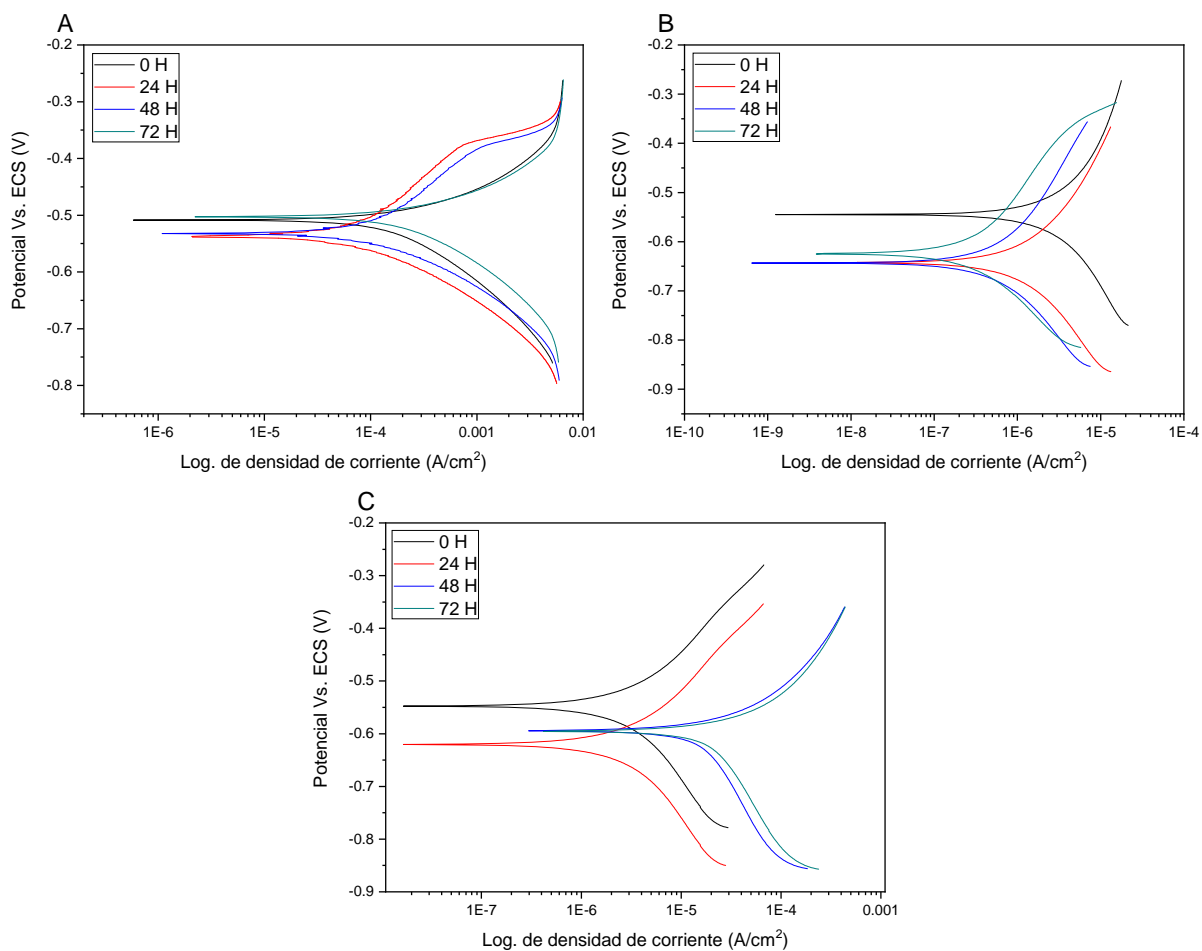 A
-0.2
-0.3
-0.4
-0.5
-0.6
-0.7
-0.8
0 H
24 H
48 H
72 H
Potencial Vs. ECS (V)
1E-6
1E-5
1E-4
0.001
0.01
Log. de densidad de corriente (A/cm²)
B
-0.2
-0.3
-0.4
-0.5
-0.6
-0.7
-0.8
-0.9
0 H
24 H
48 H
72 H
Potencial Vs. ECS (V)
1E-10
1E-9
1E-8
1E-7
1E-6
1E-5
1E-4
Log. de densidad de corriente (A/cm²)
C
-0.2
-0.3
-0.4
-0.5
-0.6
-0.7
-0.8
-0.9
0 H
24 H
48 H
72 H
Potencial Vs. ECS (V)
1E-7
1E-6
1E-5
1E-4
0.001
Log. de densidad de corriente (A/cm²)